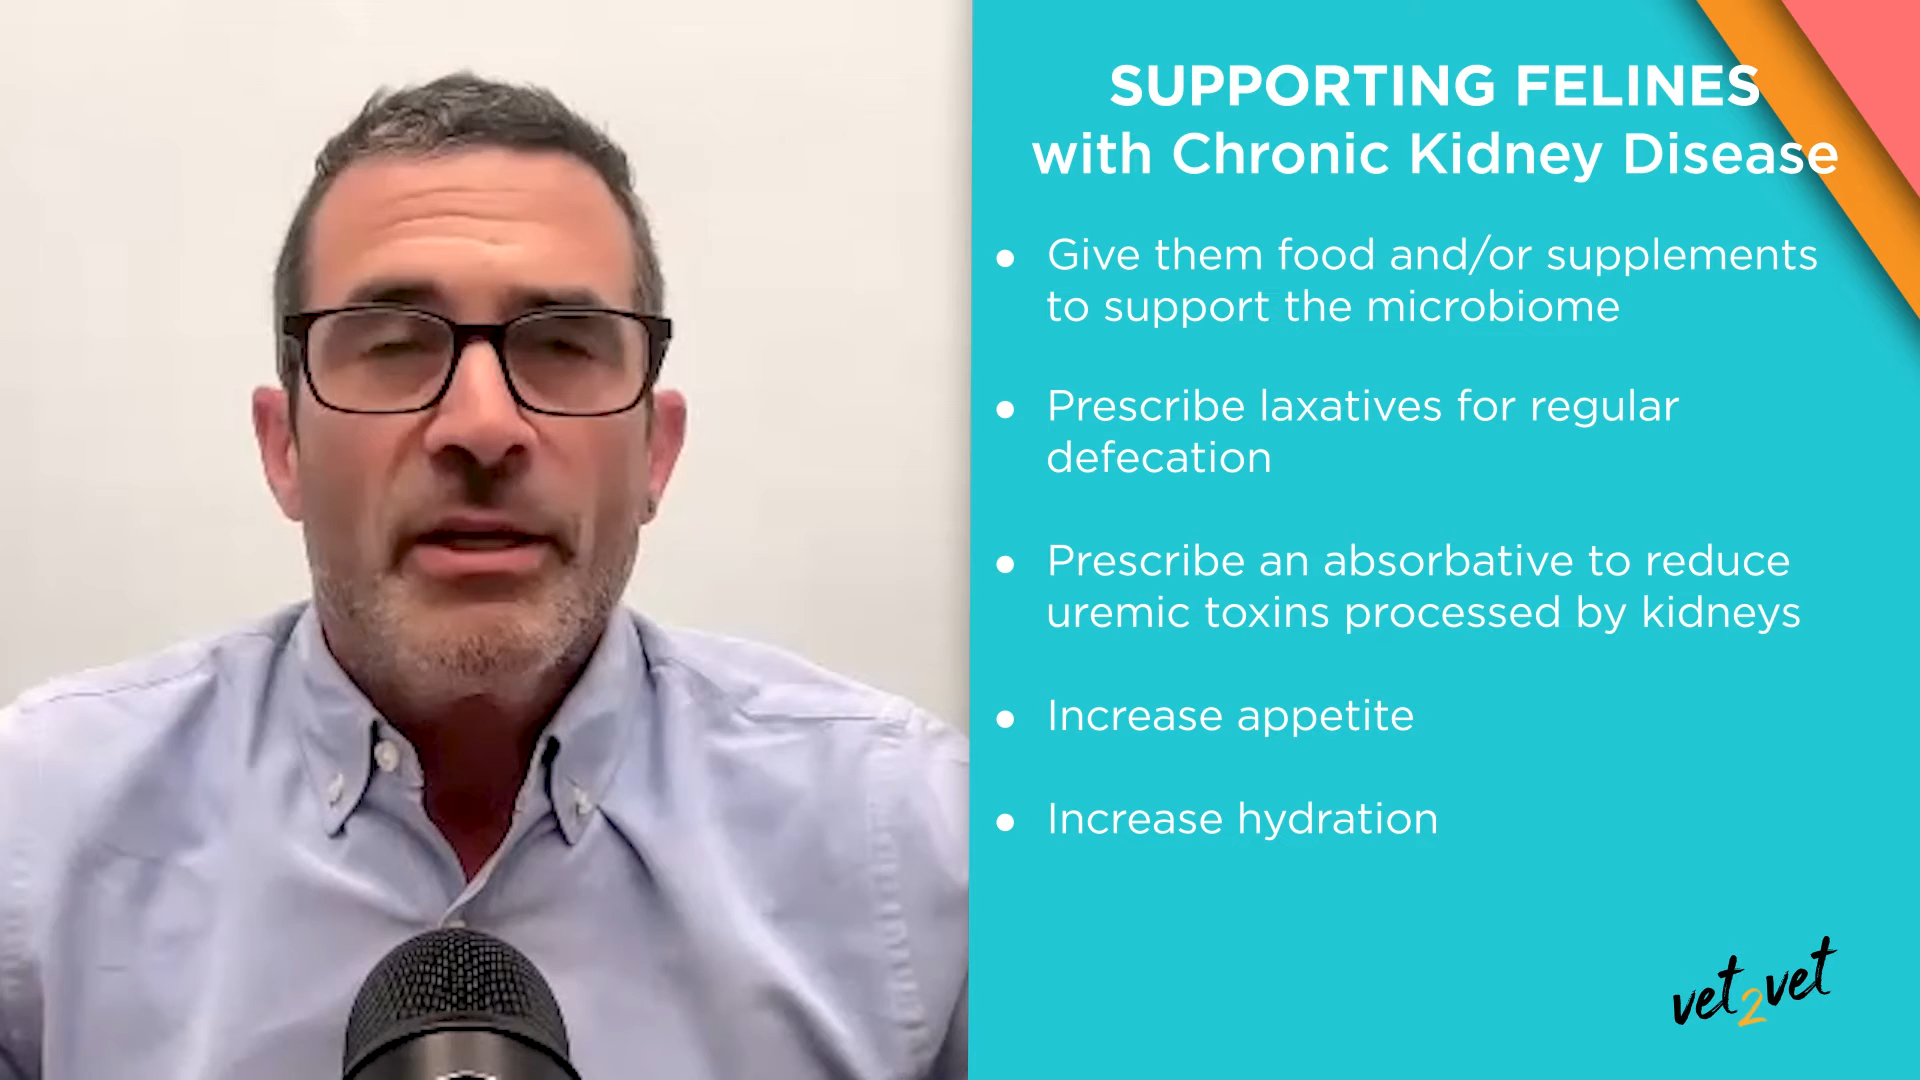 SUPPORTING FELINES
with Chronic Kidney Disease
● Give them food and/or supplements
to support the microbiome
● Prescribe laxatives for regular
defecation
● Prescribe an absorbative to reduce
uremic toxins processed by kidneys
● Increase appetite
● Increase hydration
vet2vet